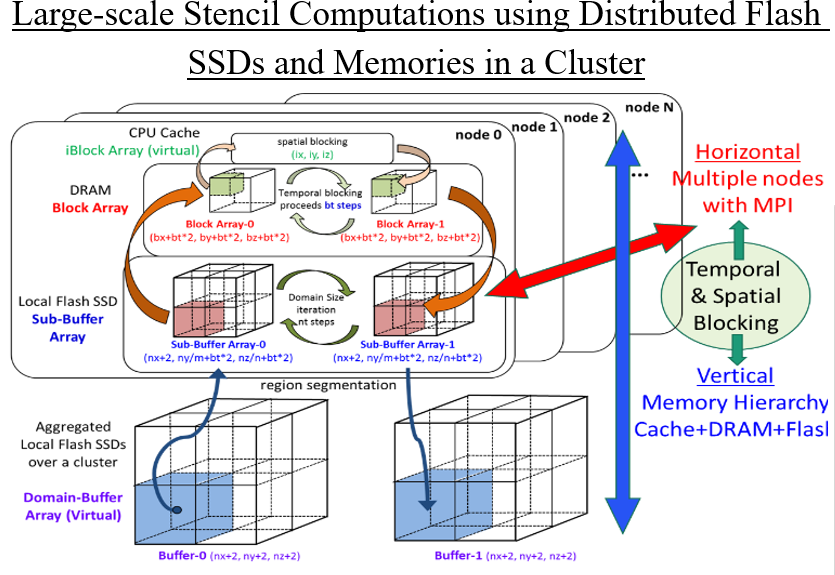 Large-scale Stencil Computations using Distributed Flash
SSDs and Memories in a Cluster
node N
node 2
node 1
node 0
CPU Cache
iBlock Array (virtual)
spatial blocking
(ix, iy, iz)
DRAM
Block Array
Temporal blocking
proceeds bt steps
Block Array-0
(bx+bt*2, by+bt*2, bz+bt*2)
Block Array-1
(bx+bt*2, by+bt*2, bz+bt*2)
...
Horizontal
Multiple nodes
with MPI
Temporal
& Spatial
Blocking
Vertical
Memory Hierarchy
Cache+DRAM+Flash
Local Flash SSD
Sub-Buffer
Array
Domain Size
iteration
nt steps
Sub-Buffer Array-0
(nx+2, ny/m+bt*2, nz/n+bt*2)
Sub-Buffer Array-1
(nx+2, ny/m+bt*2, nz/n+bt*2)
region segmentation
Aggregated
Local Flash SSDs
over a cluster
Domain-Buffer
Array (Virtual)
Buffer-0 (nx+2, ny+2, nz+2)
Buffer-1 (nx+2, ny+2, nz+2)